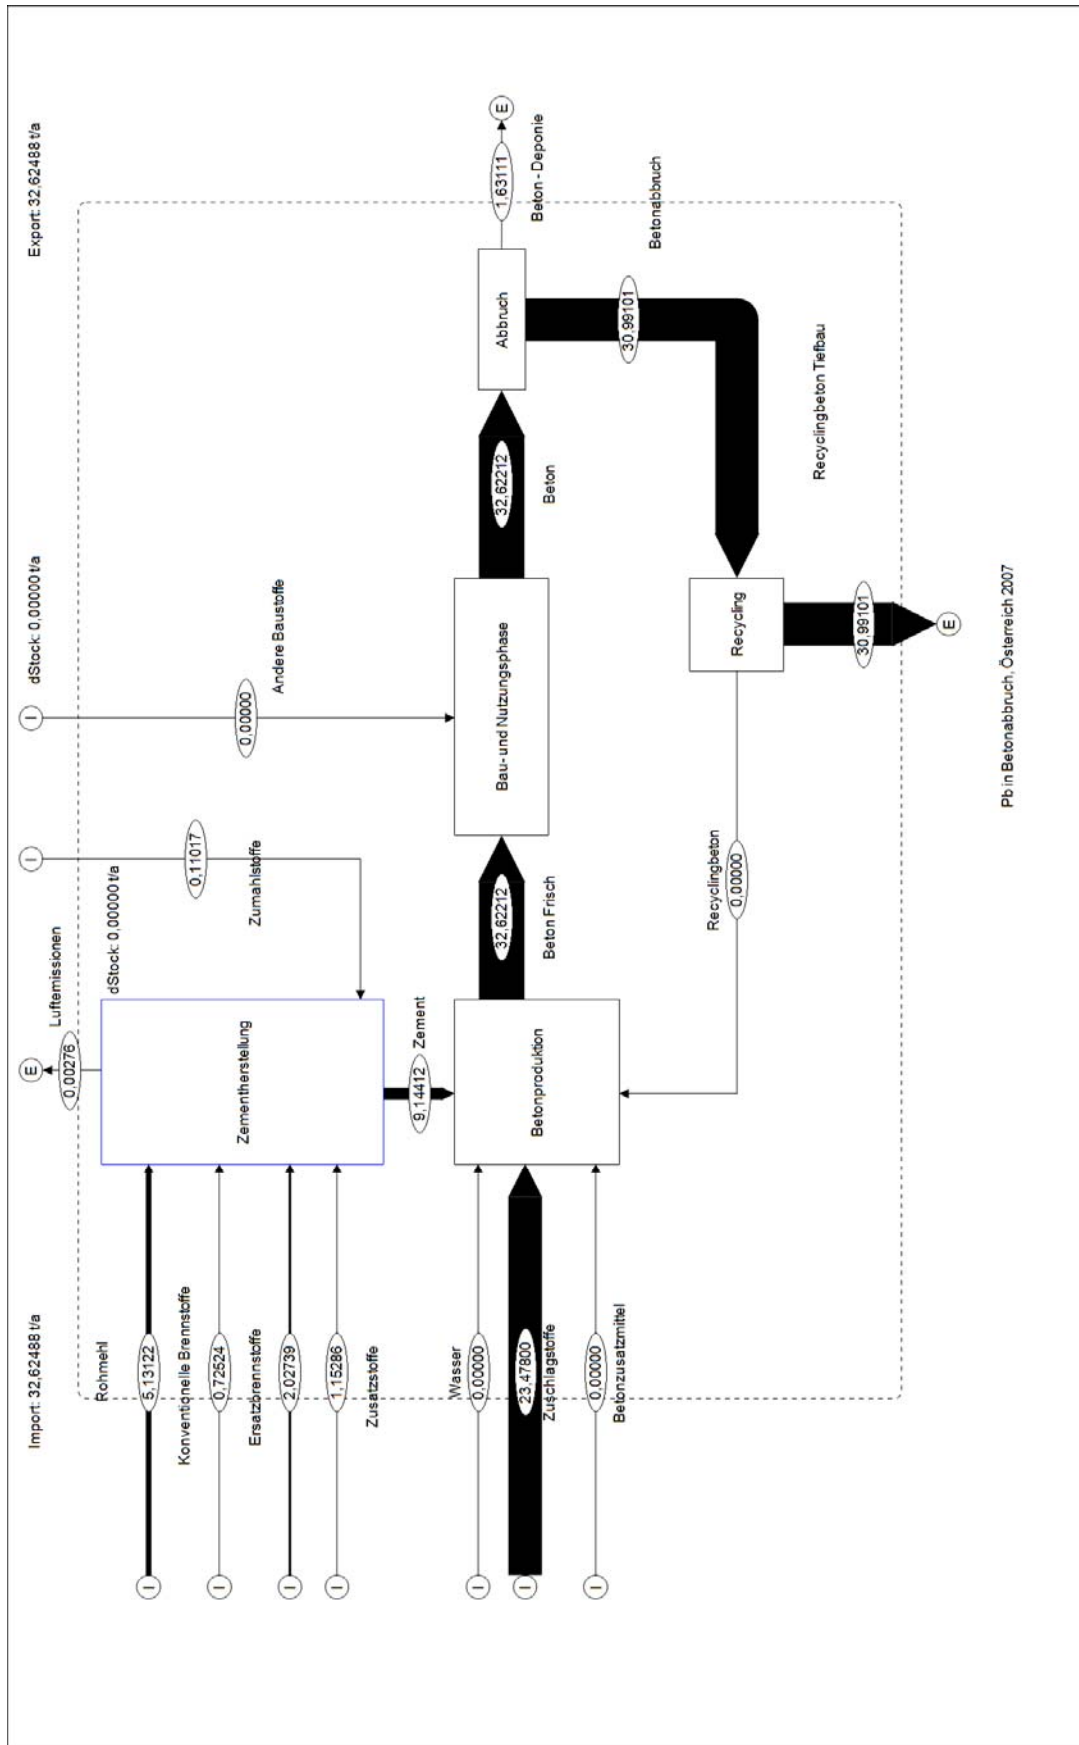 Import: 32,62488 t/a
dStock: 0,00000 t/a
Export: 32,62488 t/a
I
I
E
Luftemissionen
0,00276
dStock: 0,00000 t/a
Rohmehl
I
5,13122
Konventionelle Brennstoffe
I
0,72524
Ersatzbrennstoffe
I
2,02739
Zusatzstoffe
I
1,15286
Zementherstellung
0,11017
Zumahlstoffe
0,00000
Andere Baustoffe
9,14412
Zement
Wasser
I
0,00000
I
23,47800
Zuschlagstoffe
I
0,00000
Betonzusatzmittel
Betonproduktion
32,62212
Beton Frisch
Bau- und Nutzungsphase
32,62212
Beton
Abbruch
1,63111
E
Beton - Deponie
30,99101
Betonabbruch
Recyclingbeton
0,00000
Recycling
Recyclingbeton Tiefbau
30,99101
E
Pb in Betonabbruch, Österreich 2007